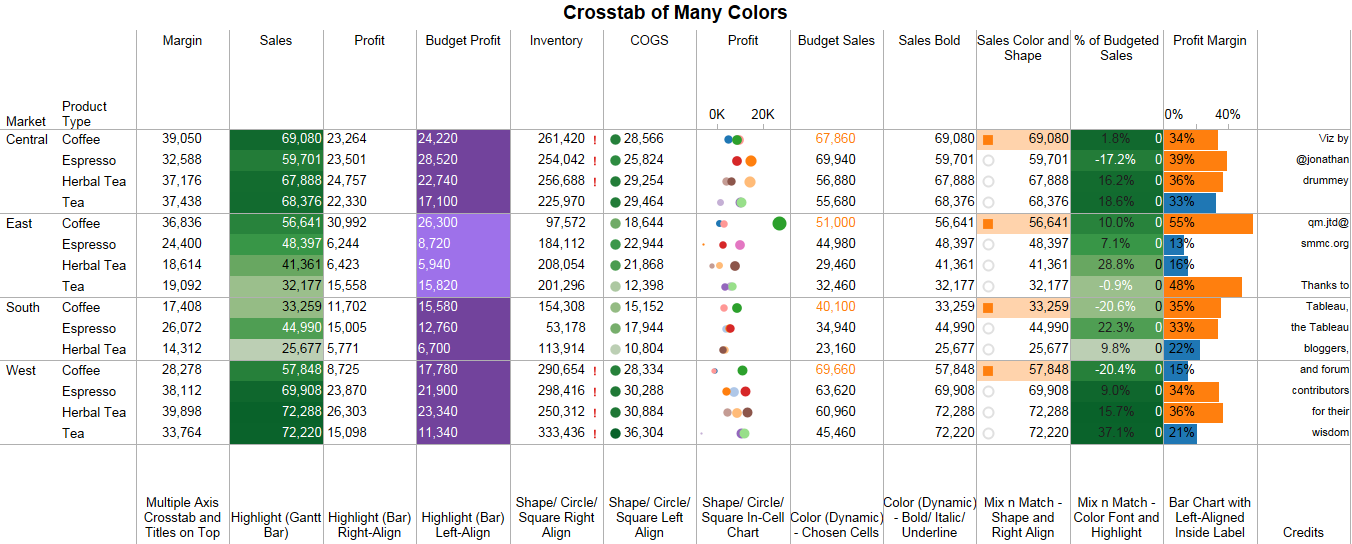 Crosstab of Many Colors
Margin Sales Profit Budget Profit Inventory COGS Profit Budget Sales Sales Bold Sales Color and Shape % of Budgeted Sales Profit Margin
Market Product Type 0K 20K 0% 40%
Central Coffee 39,050 69,080 23,264 24,220 261,420 ! 28,566 67,860 69,080 69,080 1.8% 0 34% Viz by
Espresso 32,588 59,701 23,501 28,520 254,042 ! 25,824 69,940 59,701 59,701 -17.2% 0 39% @jonathan
Herbal Tea 37,176 67,888 24,757 22,740 256,688 ! 29,254 56,880 67,888 67,888 16.2% 0 36% drummey
Tea 37,438 68,376 22,330 17,100 225,970 29,464 55,680 68,376 68,376 18.6% 0 33%
East Coffee 36,836 56,641 30,992 26,300 97,572 18,644 51,000 56,641 56,641 10.0% 0 55% qm.jtd@
Espresso 24,400 48,397 6,244 8,720 184,112 22,944 44,980 48,397 48,397 7.1% 0 13% smmc.org
Herbal Tea 18,614 41,361 6,423 5,940 208,054 21,868 29,460 41,361 41,361 28.8% 0 16%
Tea 19,092 32,177 15,558 15,820 201,296 12,398 32,460 32,177 32,177 -0.9% 0 48% Thanks to
South Coffee 17,408 33,259 11,702 15,580 154,308 15,152 40,100 33,259 33,259 -20.6% 0 35% Tableau,
Espresso 26,072 44,990 15,005 12,760 53,178 17,944 34,940 44,990 44,990 22.3% 0 33% the Tableau
Herbal Tea 14,312 25,677 5,771 6,700 113,914 10,804 23,160 25,677 25,677 9.8% 0 22% bloggers,
West Coffee 28,278 57,848 8,725 17,780 290,654 ! 28,334 69,660 57,848 57,848 -20.4% 0 15% and forum
Espresso 38,112 69,908 23,870 21,900 298,416 ! 30,288 63,620 69,908 69,908 9.0% 0 34% contributors
Herbal Tea 39,898 72,288 26,303 23,340 250,312 ! 30,884 60,960 72,288 72,288 15.7% 0 36% for their
Tea 33,764 72,220 15,098 11,340 333,436 ! 36,304 45,460 72,220 72,220 37.1% 0 21% wisdom
Multiple Axis Crosstab and Titles on Top Highlight (Gantt Bar) Highlight (Bar) Right-Align Highlight (Bar) Left-Align Shape/ Circle/ Square Right Align Shape/ Circle/ Square Left Align Shape/ Circle/ Square In-Cell Chart Color (Dynamic) - Chosen Cells Color (Dynamic) - Bold/ Italic/ Underline Mix n Match - Shape and Right Align Mix n Match - Color Font and Highlight Bar Chart with Left-Aligned Inside Label Credits